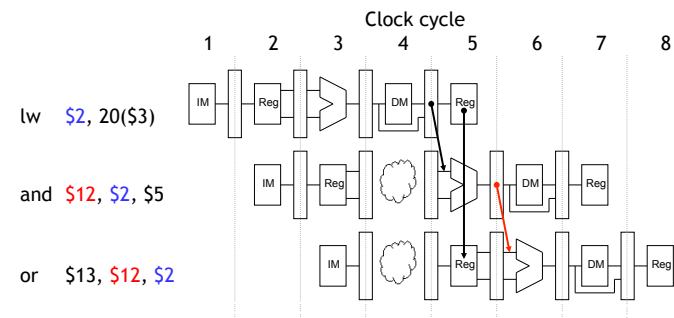 Clock cycle
1 2 3 4 5 6 7 8
IM Reg DM Reg
lw $2, 20($3)
IM Reg DM Reg
and $12, $2, $5
IM Reg DM Reg
or $13, $12, $2